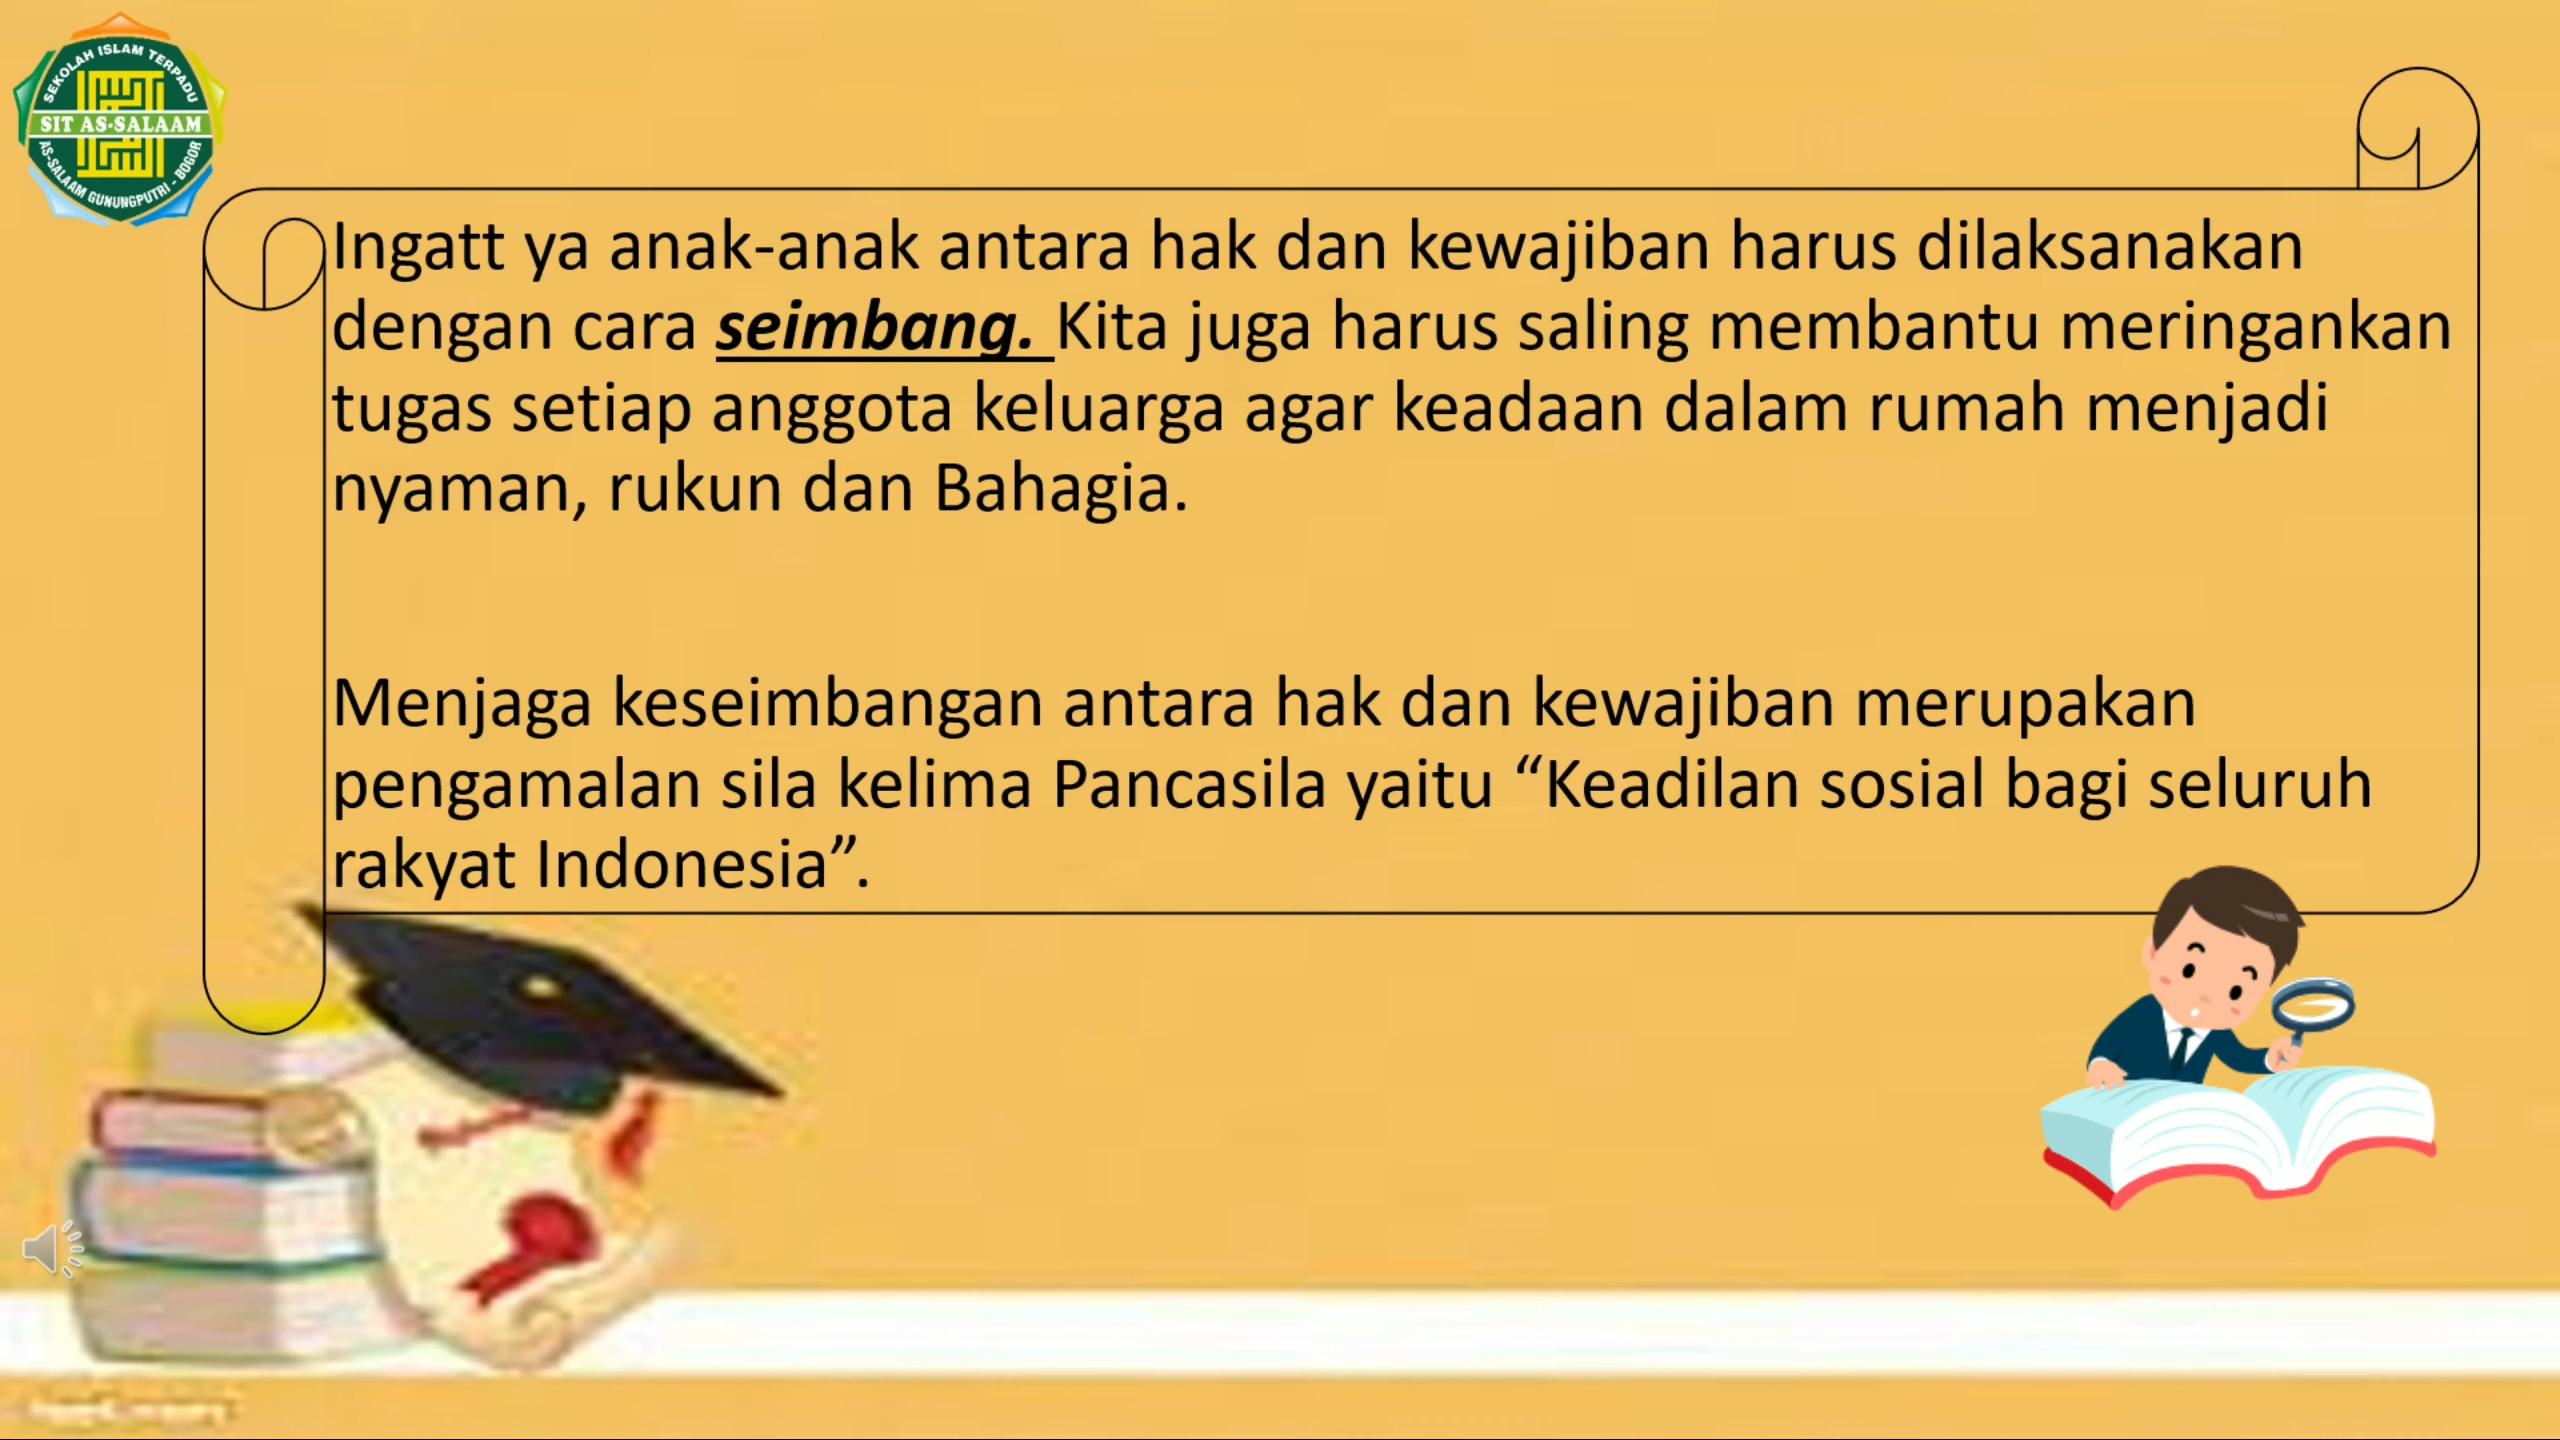 SEKOLAH ISLAM TERPADU
SIT AS-SALAAM
AS-SALAAM GUNUNGPUTRI - BOGOR
Ingatt ya anak-anak antara hak dan kewajiban harus dilaksanakan
dengan cara seimbang. Kita juga harus saling membantu meringankan
tugas setiap anggota keluarga agar keadaan dalam rumah menjadi
nyaman, rukun dan Bahagia.
Menjaga keseimbangan antara hak dan kewajiban merupakan
pengamalan sila kelima Pancasila yaitu “Keadilan sosial bagi seluruh
rakyat Indonesia”.